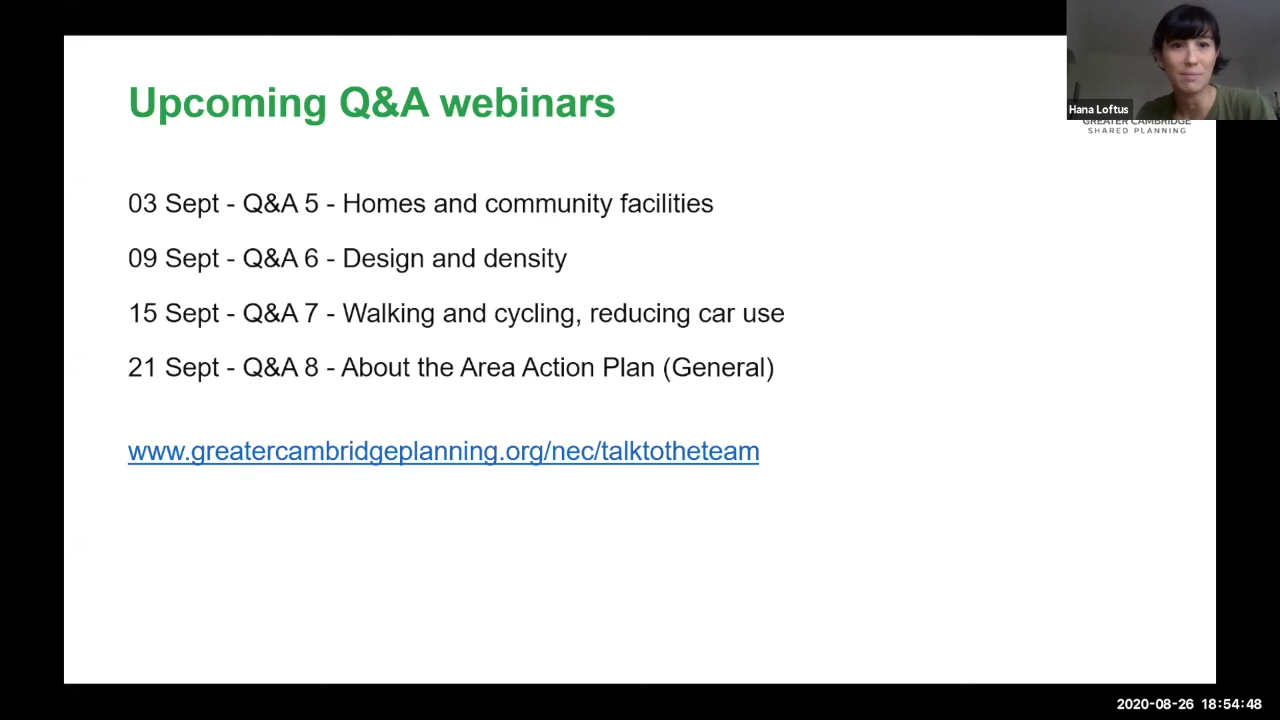 Upcoming Q&A webinars
Hana Loftus
GREATER CAMBRIDGE
SHARED PLANNING
03 Sept - Q&A 5 - Homes and community facilities
09 Sept - Q&A 6 - Design and density
15 Sept - Q&A 7 - Walking and cycling, reducing car use
21 Sept - Q&A 8 - About the Area Action Plan (General)
www.greatercambridgeplanning.org/nec/talktotheteam
2020-08-26 18:54:48